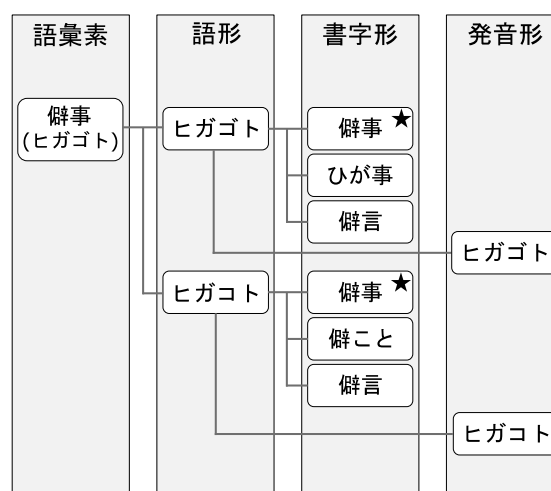 語彙素
語形
書字形
発音形
僻事
(ヒガゴト)
ヒガゴト
僻事★
ひが事
僻言
ヒガゴト
ヒガコト
僻事★
僻こと
僻言
ヒガコト